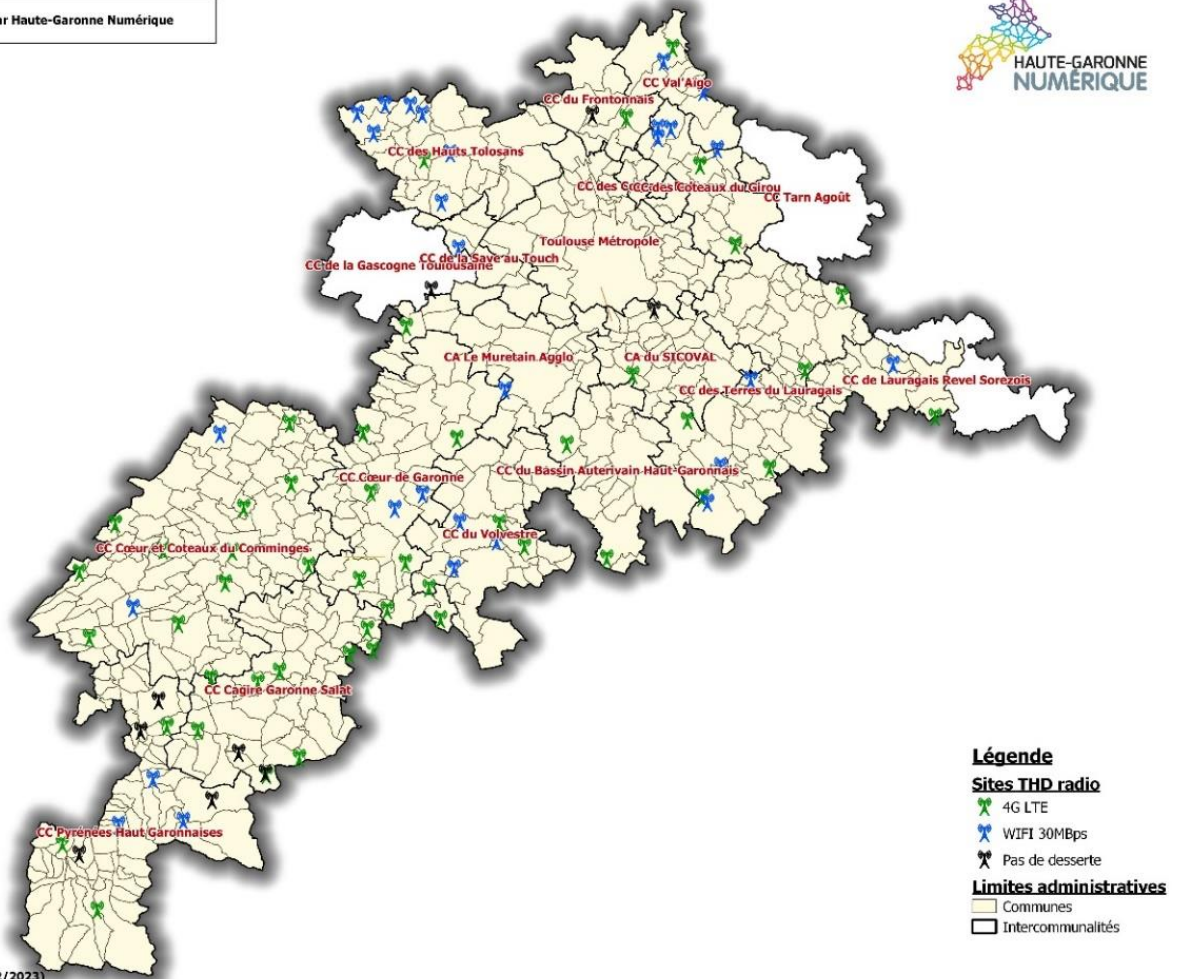 ar Haute-Garonne Numérique
HAUTE-GARONNE
NUMÉRIQUE
CC Val'Aïgo
CC du Frontonnais
CC des Hauts Tolosans
CC des Coteaux du Girou
CC Tarn Agoût
Toulouse Métropole
CC de la Save au Touch
CC de la Gascogne Toulousaine
CA Le Muretain Agglo
CA du SICOVAL
CC de Lauragais Revel Sorezois
CC des Terres du Lauragais
CC du Bassin Auterivain Haut-Garonnais
CC Cœur de Garonne
CC du Volvestre
CC Cœur et Coteaux du Comminges
CC Cagire Garonne Salat
CC Pyrénées Haut Garonnaises
Légende
Sites THD radio
4G LTE
WIFI 30MBps
Pas de desserte
Limites administratives
Communes
Intercommunalités
/2023)